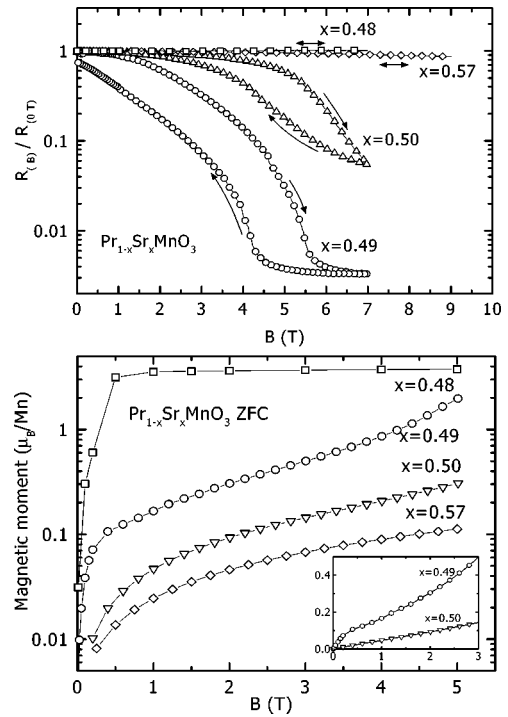 x=0.48
x=0.57
1
R(B) / R(0T)
0.1
x=0.50
0.01
Pr1-xSrxMnO3
x=0.49
0 1 2 3 4 5 6 7 8 9 10
B (T)
Magnetic moment (μB/Mn)
Pr1-xSrxMnO3 ZFC
x=0.48
1
x=0.49
x=0.50
x=0.57
0.1
0.4
x=0.49
0.2
x=0.50
0.0
0 1 2 3
0.01
0 1 2 3 4 5
B (T)